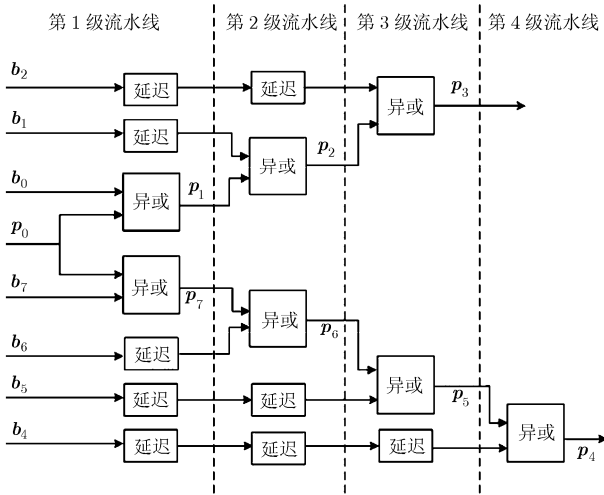 第1级流水线 第2级流水线 第3级流水线 第4级流水线
b2 延迟 延迟 异或 p3
b1 延迟 异或 p2
b0 异或 p1
p0
b7 异或 p7 异或 p6
b6 延迟
b5 延迟 延迟 异或 p5
b4 延迟 延迟 延迟 异或 p4